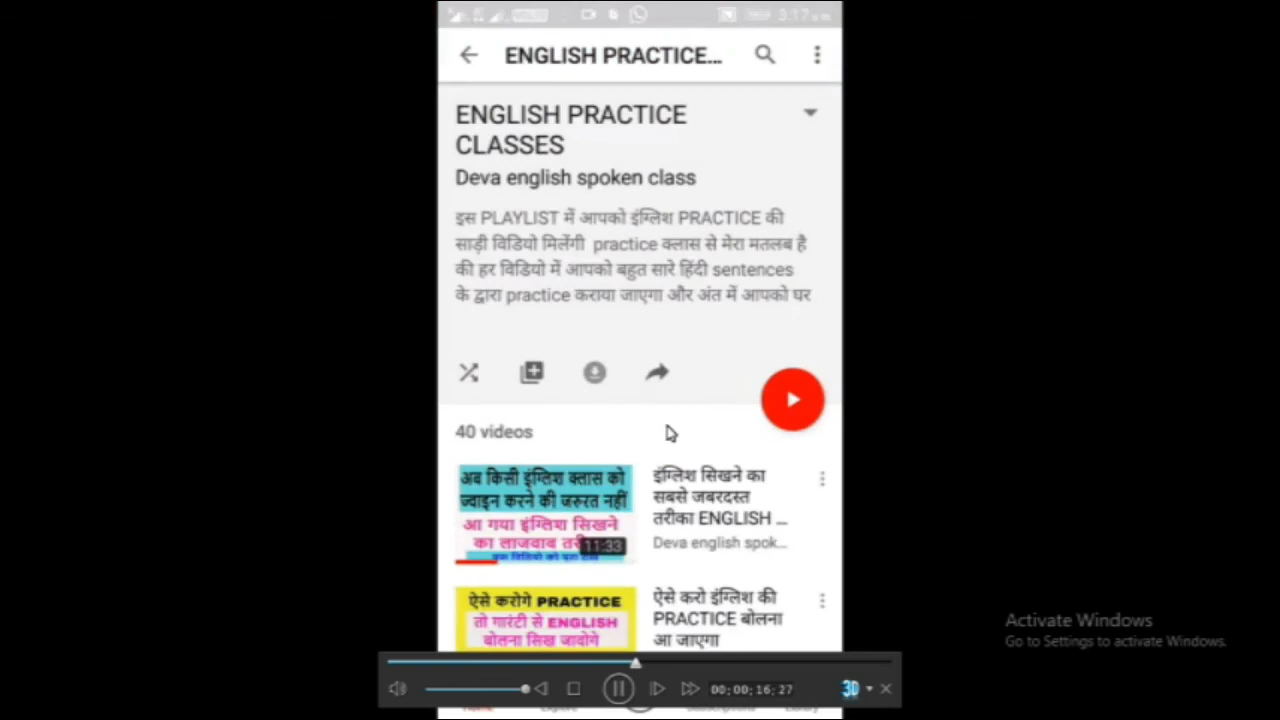 3:17 pm
ENGLISH PRACTICE...
ENGLISH PRACTICE
CLASSES
Deva english spoken class
इस PLAYLIST में आपको इंग्लिश PRACTICE की
साड़ी विडियो मिलेंगी practice क्लास से मेरा मतलब है
की हर विडियो में आपको बहुत सारे हिंदी sentences
के द्वारा practice कराया जाएगा और अंत में आपको घर
40 videos
अब किसी इंग्लिश क्लास को
ज्वाइन करने की जरुरत नहीं
आ गया इंग्लिश सिखने
का लाजवाब
11:33
इंग्लिश सिखने का
सबसे जबरदस्त
तरीका ENGLISH ...
Deva english spok...
ऐसे करोगे PRACTICE
तो गारंटी से ENGLISH
बोलना सिख जावोगे
ऐसे करो इंग्लिश की
PRACTICE बोलना
आ जाएगा
00;00;16;27
3D
Activate Windows
Go to Settings to activate Windows.